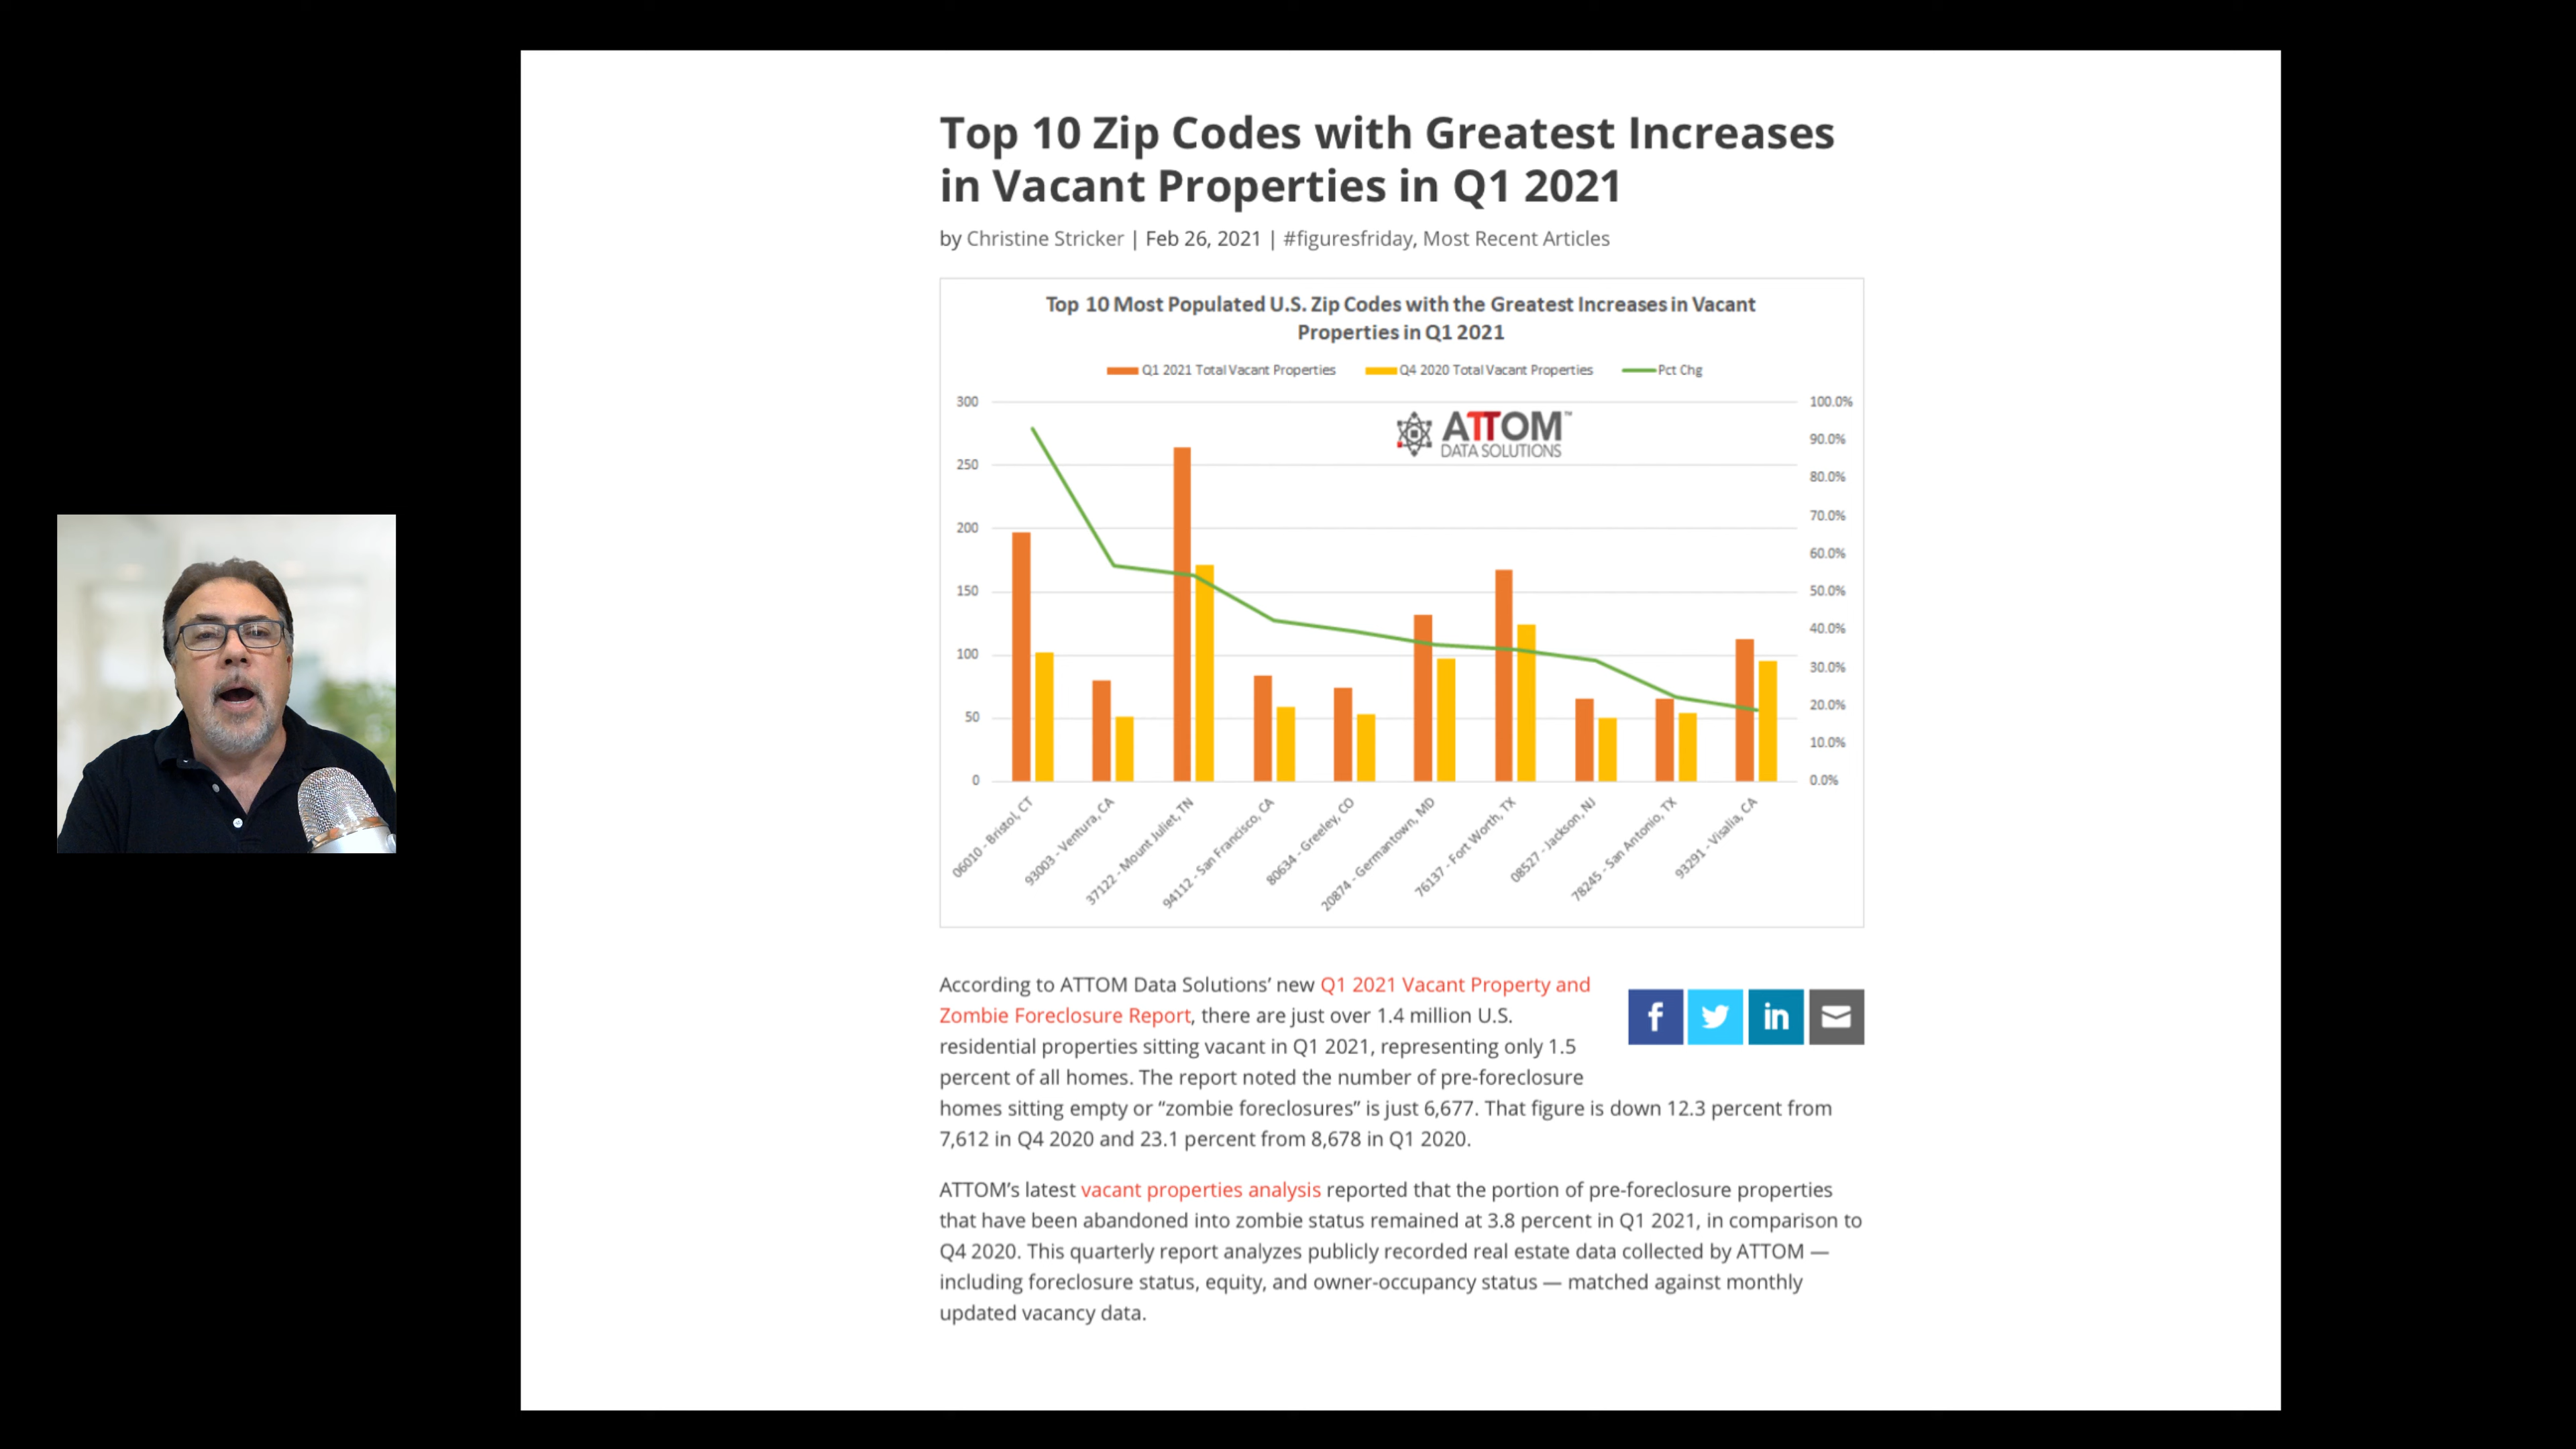 Top 10 Zip Codes with Greatest Increases
in Vacant Properties in Q1 2021
by Christine Stricker | Feb 26, 2021 | #figuresfriday, Most Recent Articles
Top 10 Most Populated U.S. Zip Codes with the Greatest Increases in Vacant
Properties in Q1 2021
Q1 2021 Total Vacant Properties Q4 2020 Total Vacant Properties Pct Chg
ATTOM™
DATA SOLUTIONS
300
250
200
150
100
50
0
100.0%
90.0%
80.0%
70.0%
60.0%
50.0%
40.0%
30.0%
20.0%
10.0%
0.0%
06010 - Bristol, CT
93003 - Ventura, CA
37122 - Mount Juliet, TN
94112 - San Francisco, CA
80634 - Greeley, CO
20874 - Germantown, MD
76137 - Fort Worth, TX
08527 - Jackson, NJ
78245 - San Antonio, TX
93291 - Visalia, CA
According to ATTOM Data Solutions’ new Q1 2021 Vacant Property and
Zombie Foreclosure Report, there are just over 1.4 million U.S.
residential properties sitting vacant in Q1 2021, representing only 1.5
percent of all homes. The report noted the number of pre-foreclosure
homes sitting empty or “zombie foreclosures” is just 6,677. That figure is down 12.3 percent from
7,612 in Q4 2020 and 23.1 percent from 8,678 in Q1 2020.
ATTOM’s latest vacant properties analysis reported that the portion of pre-foreclosure properties
that have been abandoned into zombie status remained at 3.8 percent in Q1 2021, in comparison to
Q4 2020. This quarterly report analyzes publicly recorded real estate data collected by ATTOM —
including foreclosure status, equity, and owner-occupancy status — matched against monthly
updated vacancy data.